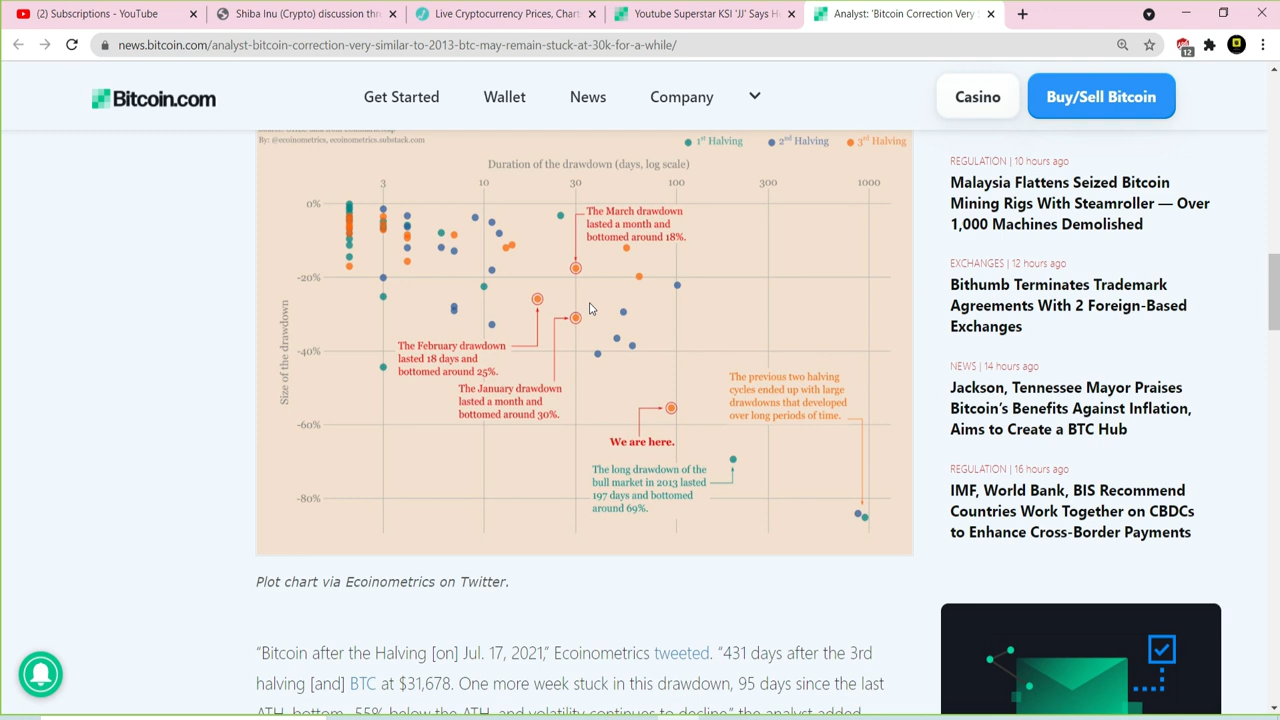 (2) Subscriptions - YouTube
Shiba Inu (Crypto) discussion thr
Live Cryptocurrency Prices, Chart
Youtube Superstar KSI 'JJ' Says H
Analyst: 'Bitcoin Correction Very
news.bitcoin.com/analyst-bitcoin-correction-very-similar-to-2013-btc-may-remain-stuck-at-30k-for-a-while/
12
Bitcoin.com
Get Started
Wallet
News
Company
Casino
Buy/Sell Bitcoin
By: @ecoinometrics, ecoinometrics.substack.com
1st Halving
2nd Halving
3rd Halving
Duration of the drawdown (days, log scale)
3 10 30 100 300 1000
0%
-20%
-40%
-60%
-80%
Size of the drawdown
The March drawdown
lasted a month and
bottomed around 18%.
The February drawdown
lasted 18 days and
bottomed around 25%.
The January drawdown
lasted a month and
bottomed around 30%.
The previous two halving
cycles ended up with large
drawdowns that developed
over long periods of time.
We are here.
The long drawdown of the
bull market in 2013 lasted
197 days and bottomed
around 69%.
Plot chart via Ecoinometrics on Twitter.
“Bitcoin after the Halving [on] Jul. 17, 2021,” Ecoinometrics tweeted. “431 days after the 3rd
halving [and] BTC at $31,678. One more week stuck in this drawdown, 95 days since the last
REGULATION | 10 hours ago
Malaysia Flattens Seized Bitcoin
Mining Rigs With Steamroller — Over
1,000 Machines Demolished
EXCHANGES | 12 hours ago
Bithumb Terminates Trademark
Agreements With 2 Foreign-Based
Exchanges
NEWS | 14 hours ago
Jackson, Tennessee Mayor Praises
Bitcoin’s Benefits Against Inflation,
Aims to Create a BTC Hub
REGULATION | 16 hours ago
IMF, World Bank, BIS Recommend
Countries Work Together on CBDCs
to Enhance Cross-Border Payments